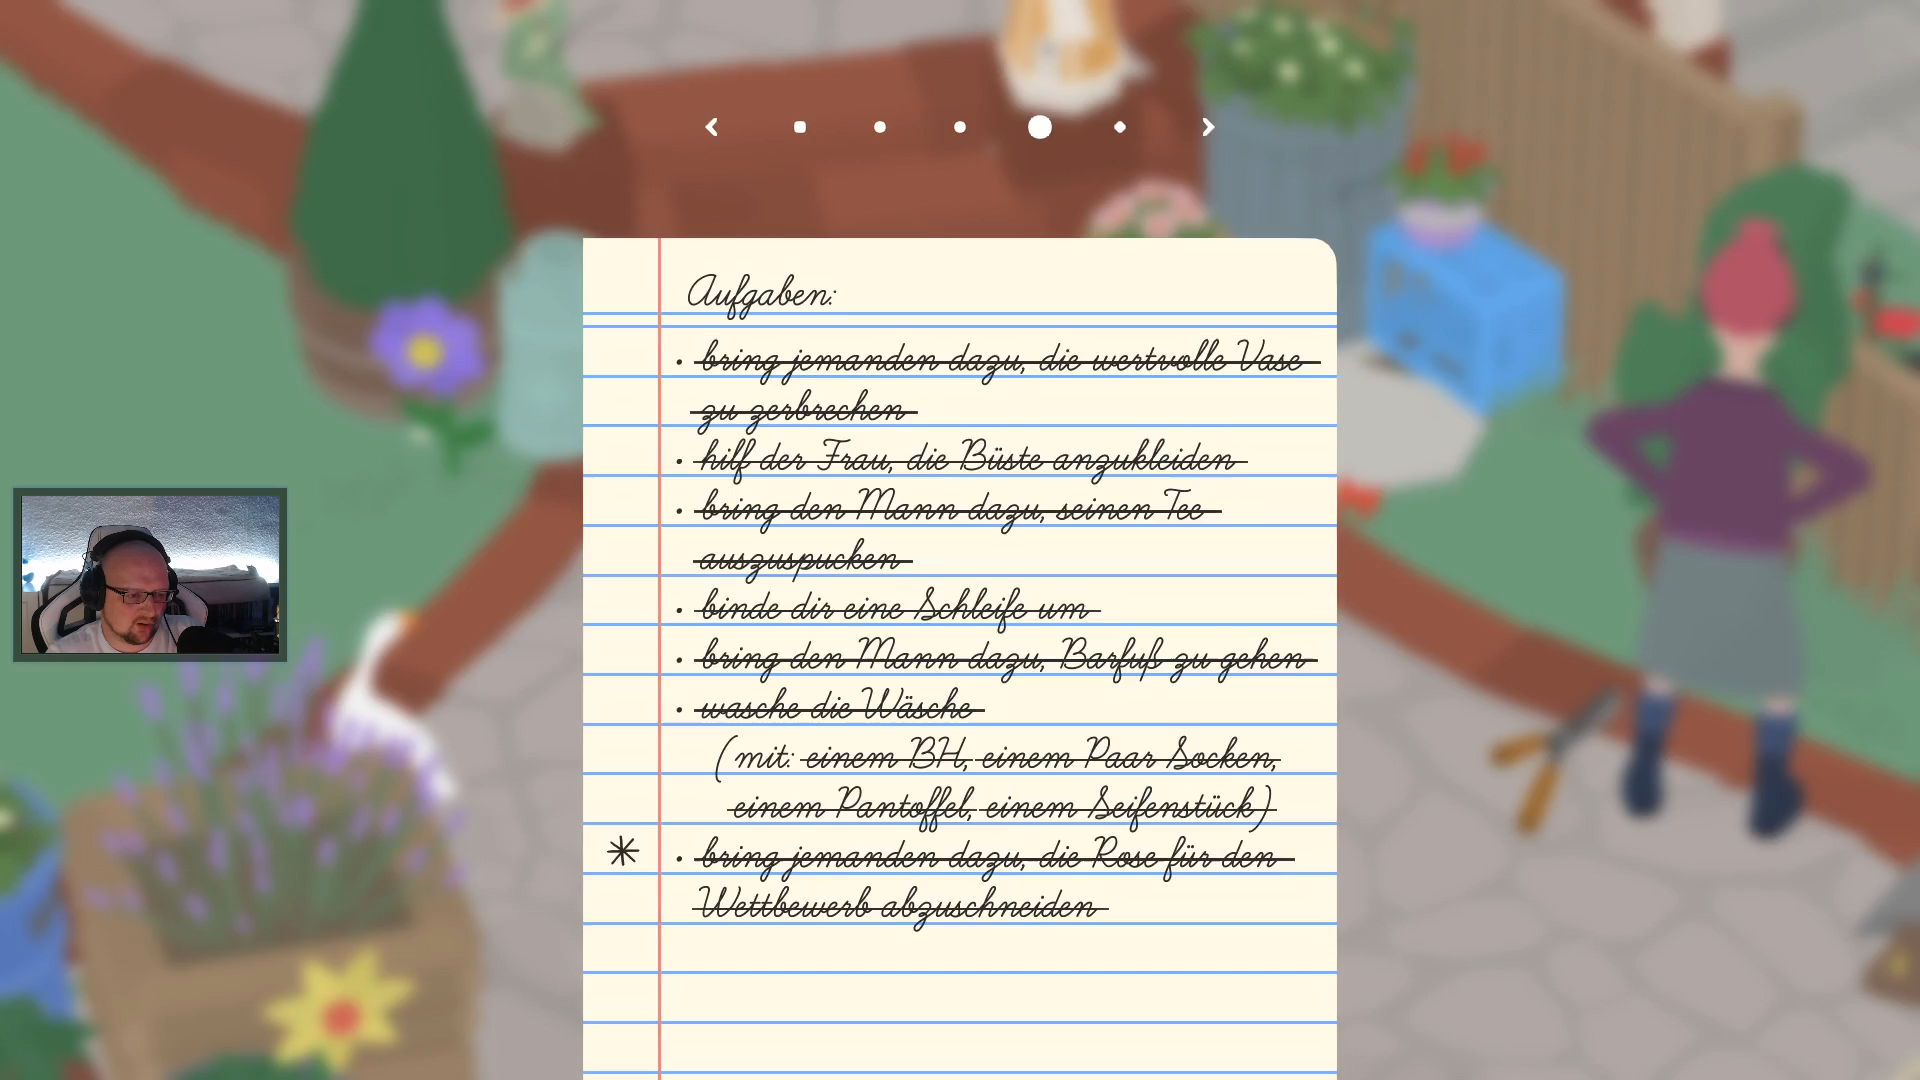 Aufgaben:
• bring jemanden dazu, die wertvolle Vase
zu zerbrechen
• hilf der Frau, die Büste anzukleiden
• bring den Mann dazu, seinen Tee
auszuspucken
• binde dir eine Schleife um
• bring den Mann dazu, Barfuß zu gehen
• wasche die Wäsche
(mit: einem BH, einem Paar Socken,
einem Pantoffel, einem Seifenstück)
• bring jemanden dazu, die Rose für den
Wettbewerb abzuschneiden